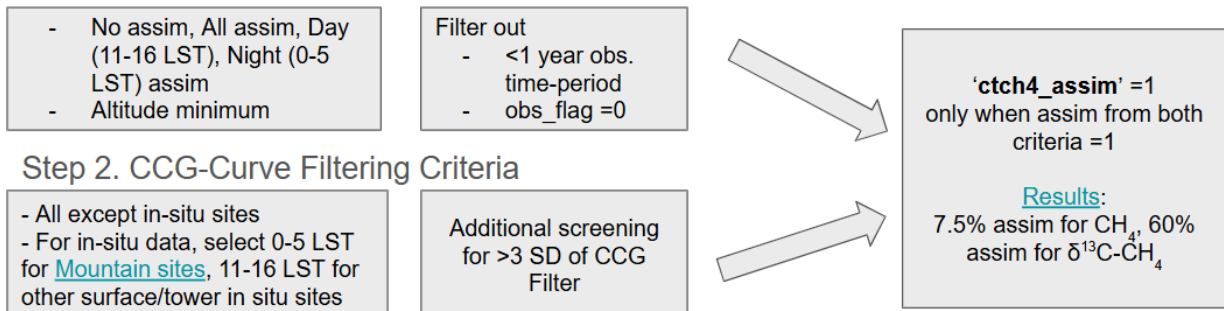 - No assim, All assim, Day
(11-16 LST), Night (0-5
LST) assim
- Altitude minimum
Filter out
- <1 year obs.
time-period
- obs_flag =0
Step 2. CCG-Curve Filtering Criteria
- All except in-situ sites
- For in-situ data, select 0-5 LST
for Mountain sites, 11-16 LST for
other surface/tower in situ sites
Additional screening
for >3 SD of CCG
Filter
‘ctch4_assim’ =1
only when assim from both
criteria =1
Results:
7.5% assim for CH₄, 60%
assim for δ¹³C-CH₄